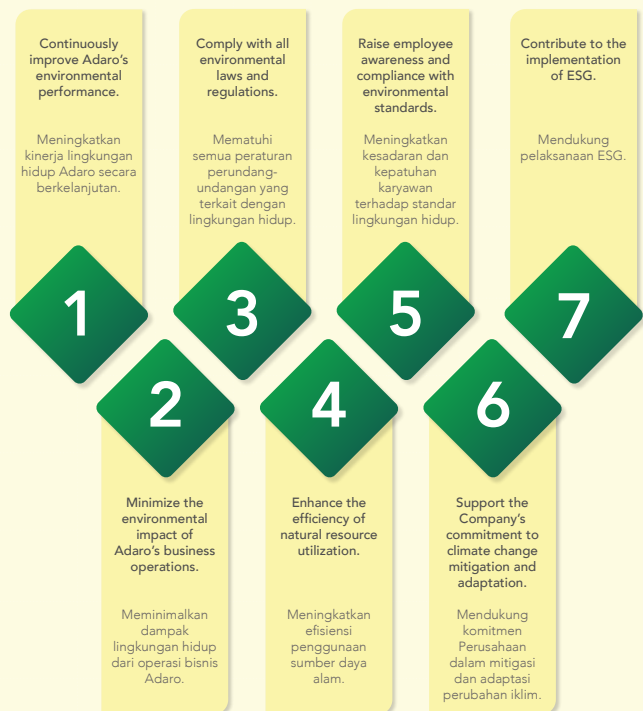 Continuously
improve Adaro's
environmental
performance.
Meningkatkan
kinerja lingkungan
hidup Adaro secara
berkelanjutan.
1
Minimize the
environmental
impact of
Adaro's business
operations.
Meminimalkan
dampak
lingkungan hidup
dari operasi bisnis
Adaro.
2
Comply with all
environmental
laws and
regulations.
Mematuhi
semua peraturan
perundang-
undangan yang
terkait dengan
lingkungan hidup.
3
Enhance the
efficiency of
natural resource
utilization.
Meningkatkan
efisiensi
penggunaan
sumber daya
alam.
4
Raise employee
awareness and
compliance with
environmental
standards.
Meningkatkan
kesadaran dan
kepatuhan
karyawan
terhadap standar
lingkungan hidup.
5
Support the
Company's
commitment to
climate change
mitigation and
adaptation.
Mendukung
komitmen
Perusahaan
dalam mitigasi
dan adaptasi
perubahan iklim.
6
Contribute to the
implementation
of ESG.
Mendukung
pelaksanaan ESG.
7